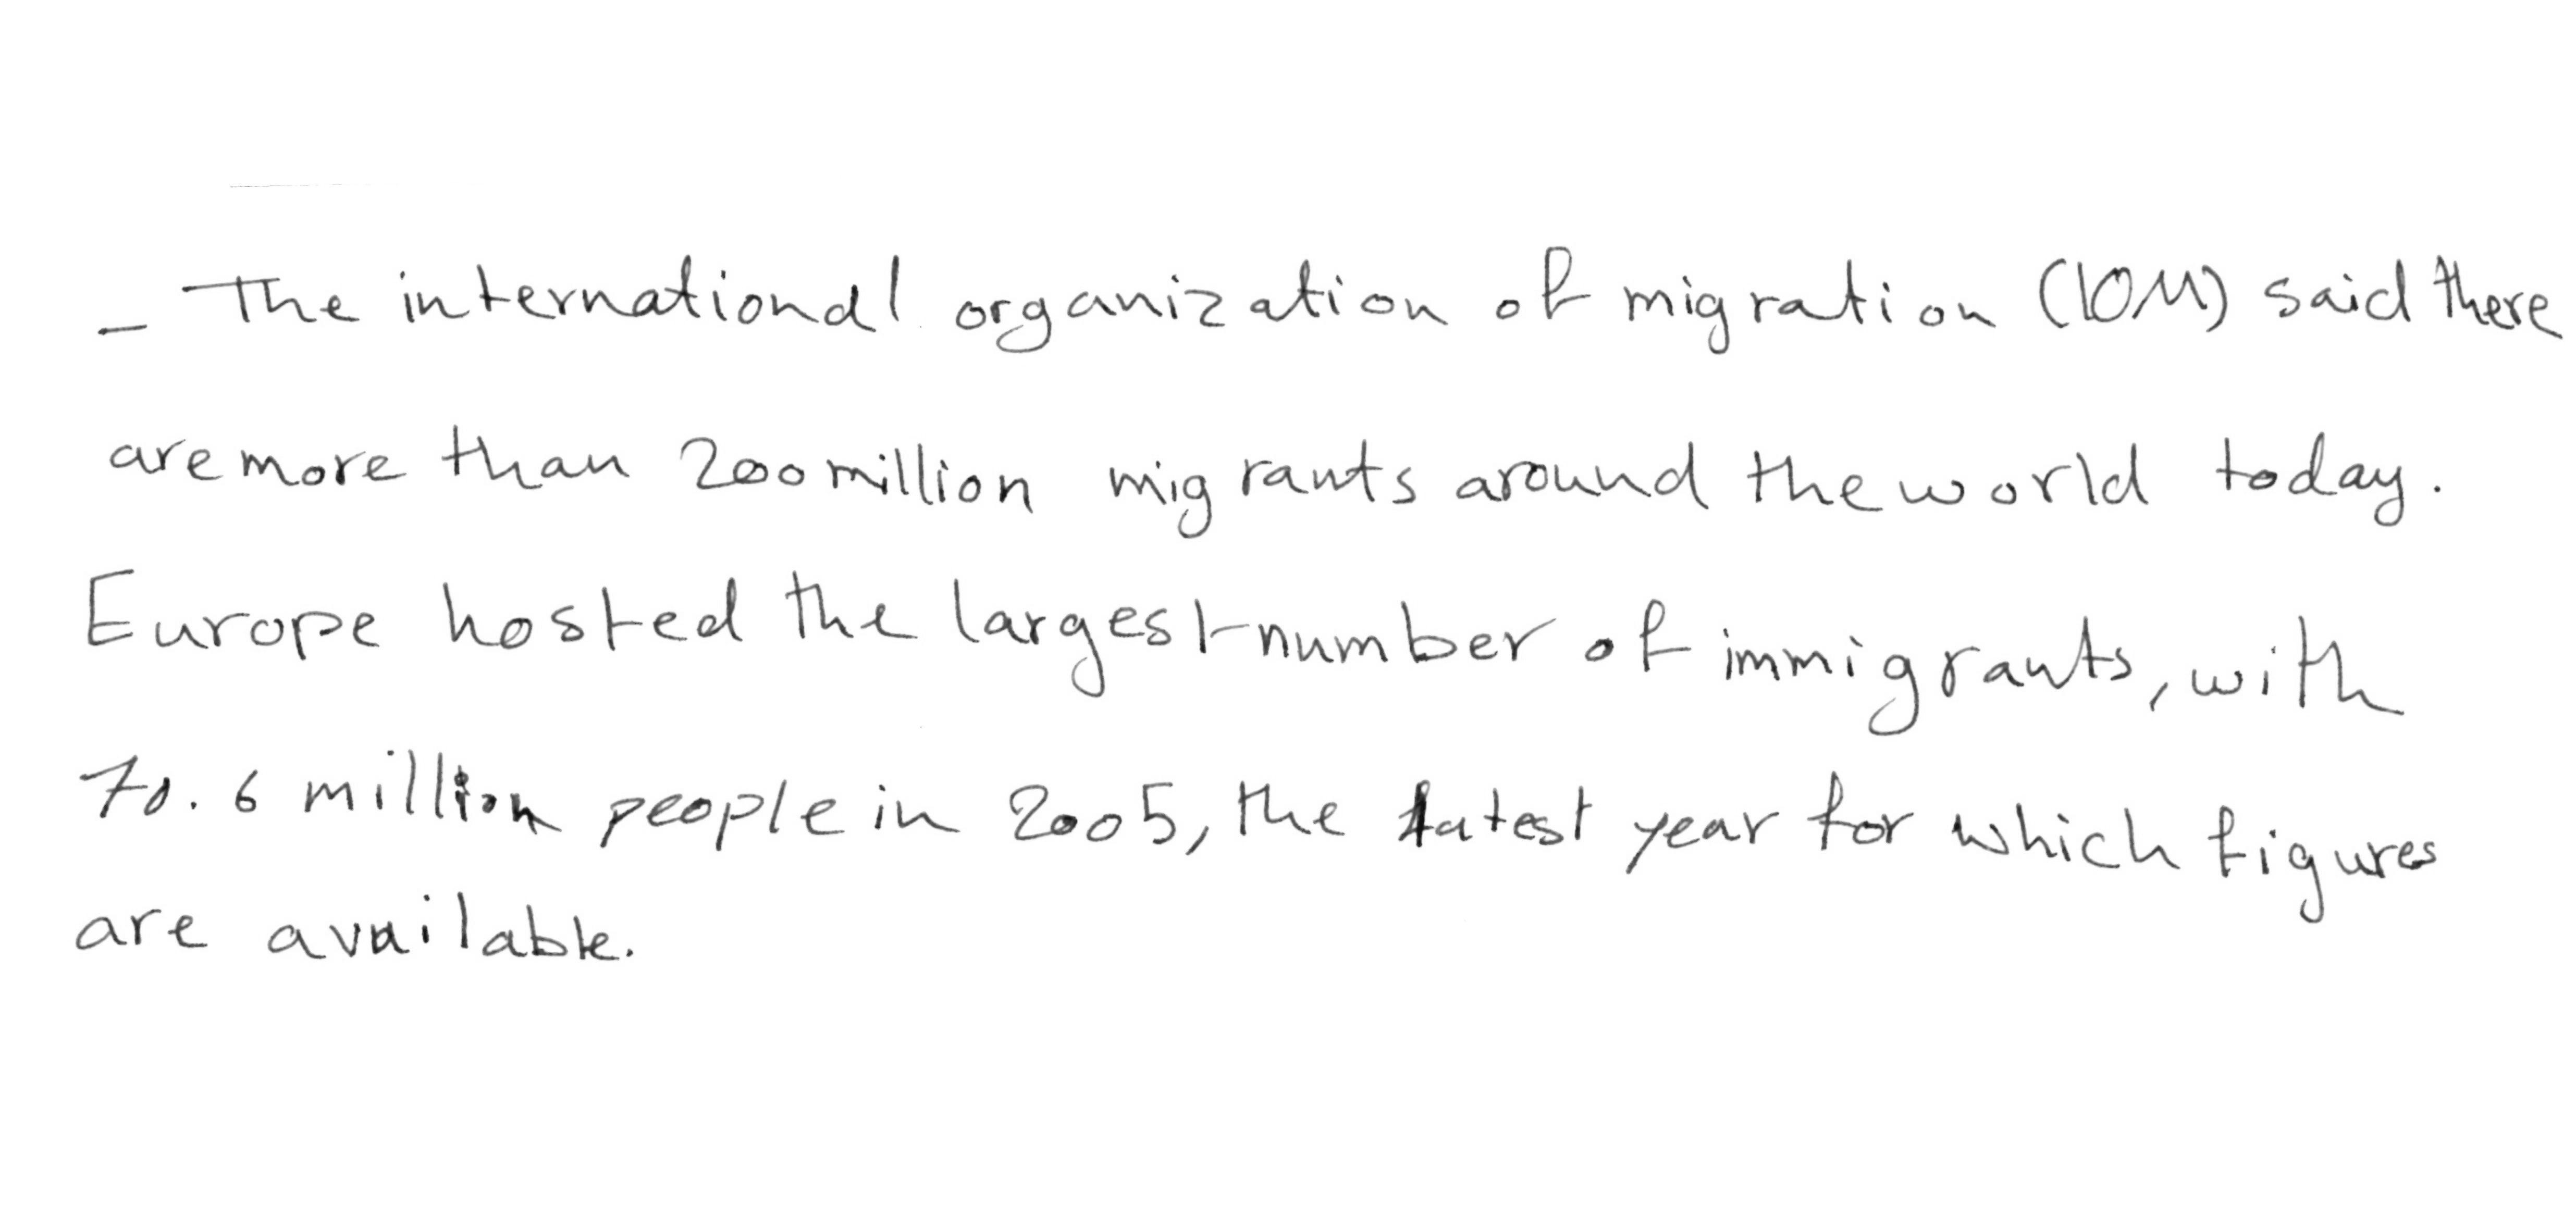 - The international organization of migration (IOM) said there
are more than 200 million migrants around the world today.
Europe hosted the largest number of immigrants, with
70.6 million people in 2005, the latest year for which figures
are available.